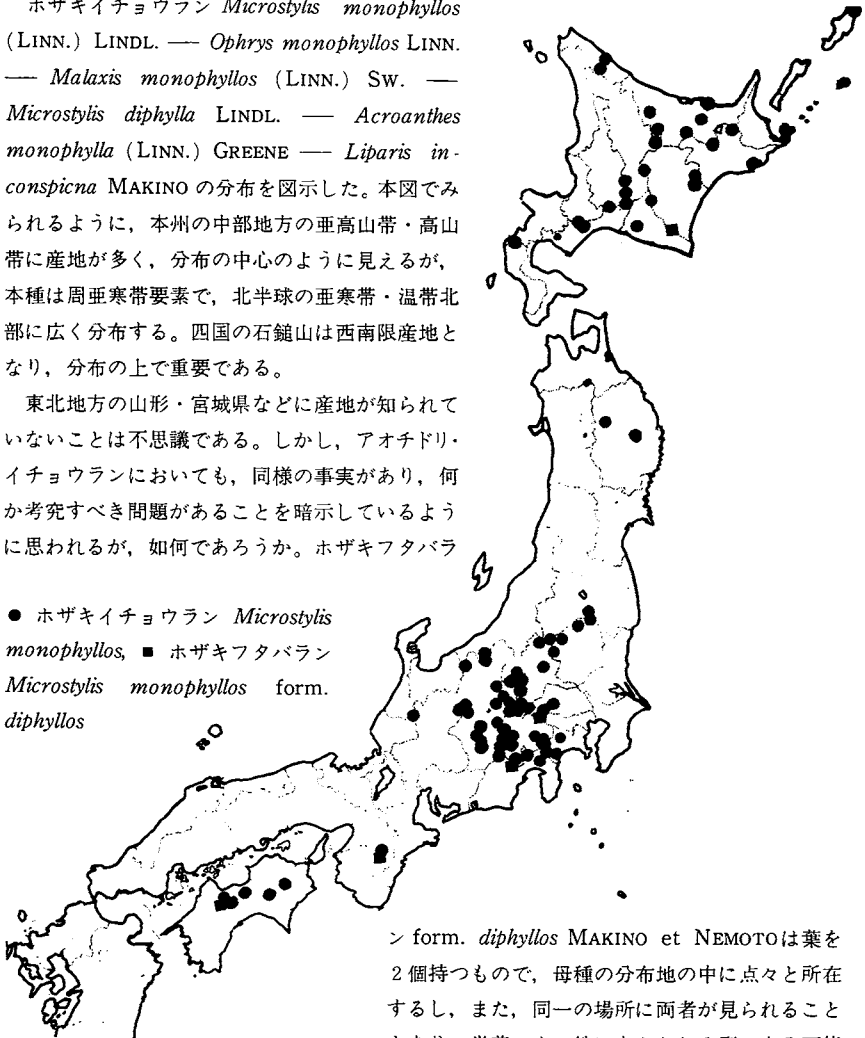 ホザキイチョウラン Microstylis monophyllos
(LINN.) LINDL. — Ophrys monophyllos LINN.
— Malaxis monophyllos (LINN.) SW. —
Microstylis diphylla LINDL. — Acroanthes
monophylla (LINN.) GREENE — Liparis in-
conspicna MAKINO の分布を図示した。本図でみ
られるように，本州の中部地方の亜高山帯・高山
帯に産地が多く，分布の中心のように見えるが，
本種は周亜寒帯要素で，北半球の亜寒帯・温帯北
部に広く分布する。四国の石鎚山は西南限産地と
なり，分布の上で重要である。
東北地方の山形・宮城県などに産地が知られて
いないことは不思議である。しかし，アオチドリ・
イチョウランにおいても，同様の事実があり，何
か考究すべき問題があることを暗示しているよう
に思われるが，如何であろうか。ホザキフタバラ
● ホザキイチョウラン Microstylis
monophyllos, ■ ホザキフタバラン
Microstylis monophyllos form.
diphyllos
ン form. diphyllos MAKINO et NEMOTOは葉を
2個持つもので，母種の分布地の中に点々と所在
するし，また，同一の場所に両者が見られること